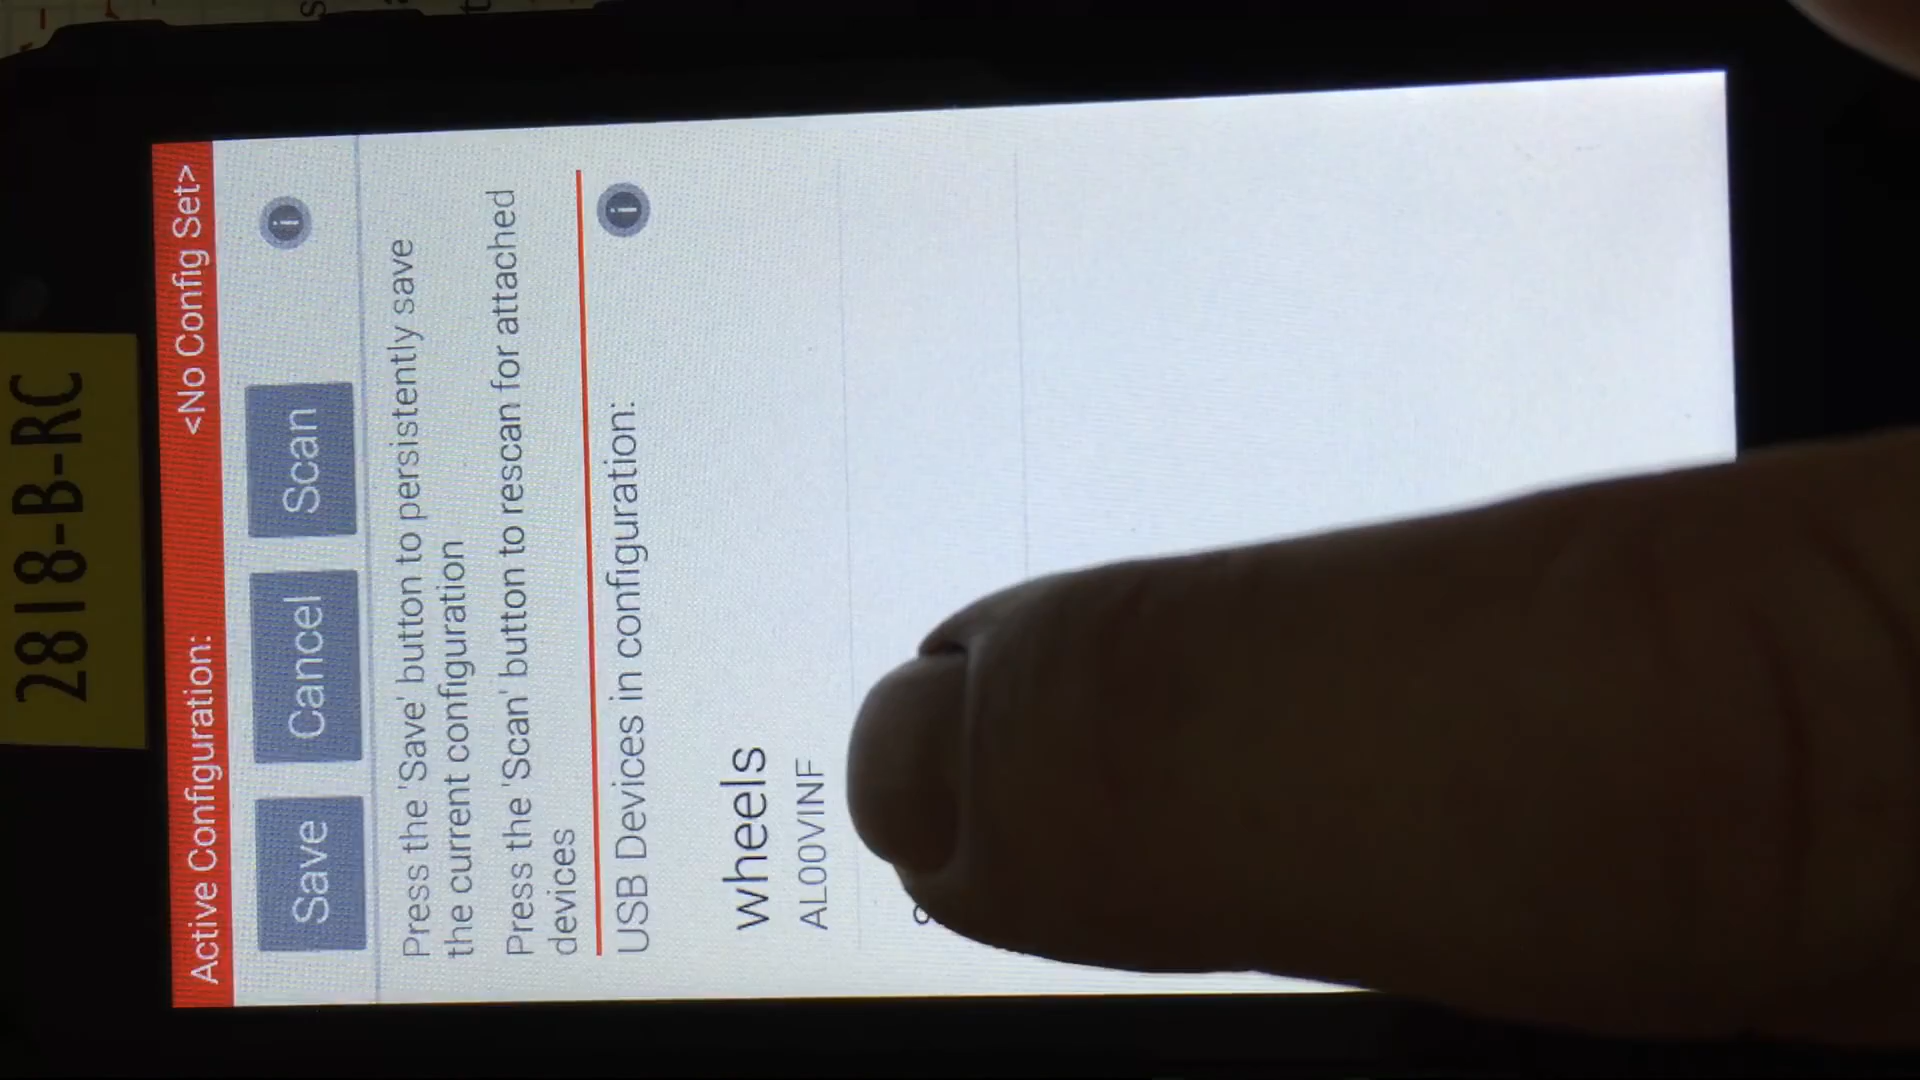 2818-B-RC
Active Configuration: <No Config Set>
Save Cancel Scan i
Press the 'Save' button to persistently save
the current configuration
Press the 'Scan' button to rescan for attached
devices
USB Devices in configuration: i
wheels
AL00VINF